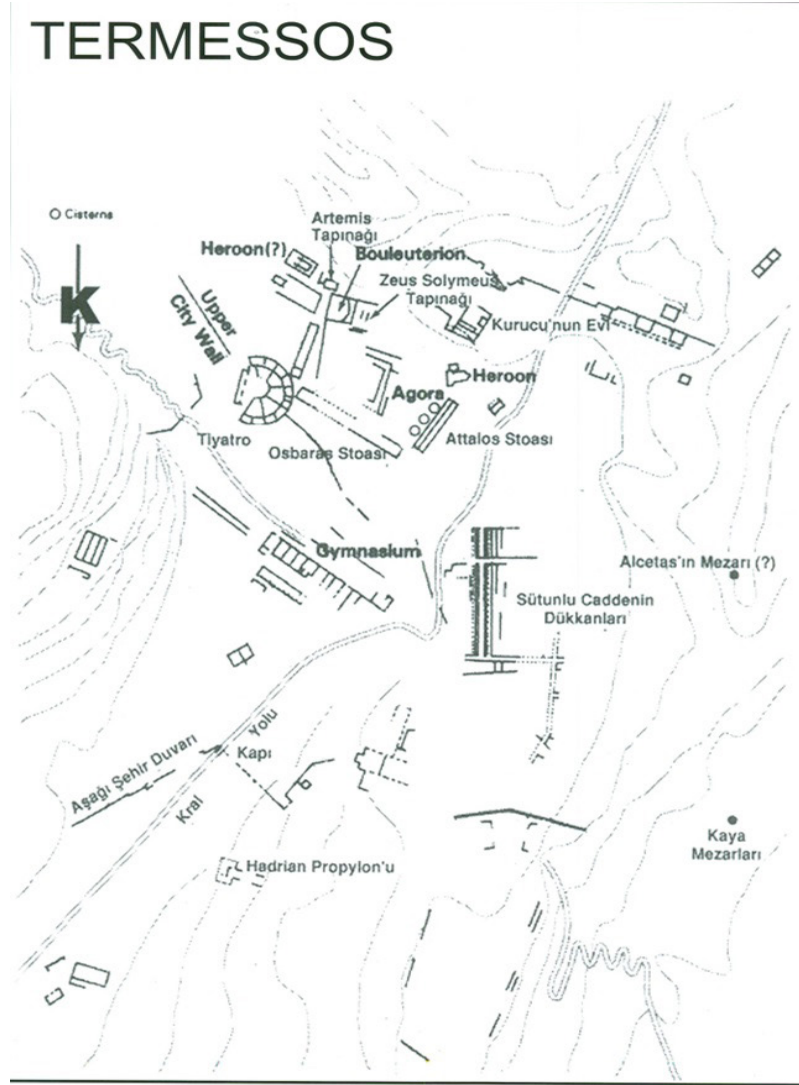 TERMESSOS
Cisterns
K
Artemis
Tapınağı
Heroon(?)
Bouleuterion
Zeus Solymeus
Tapınağı
Upper
City Wall
Kurucu'nun Evi
Heroon
Agora
Tiyatro
Osbaras Stoası
Attalos Stoası
Gymnasium
Alcetas'ın Mezarı (?)
Sütunlu Caddenin
Dükkanları
Yolu
Kapı
Aşağı Şehir Duvarı
Kral
Kaya
Mezarları
Hadrian Propylon'u